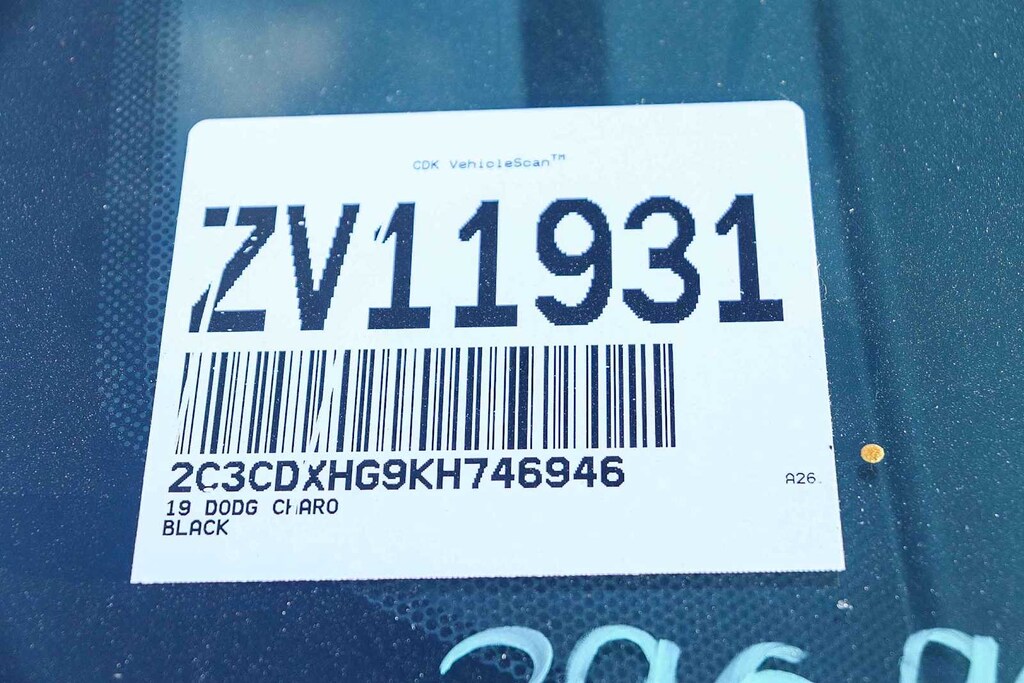 CDK VehicleScan™
ZV11931
2C3CDXHG9KH746946
19 DODG CHARO
BLACK
A26